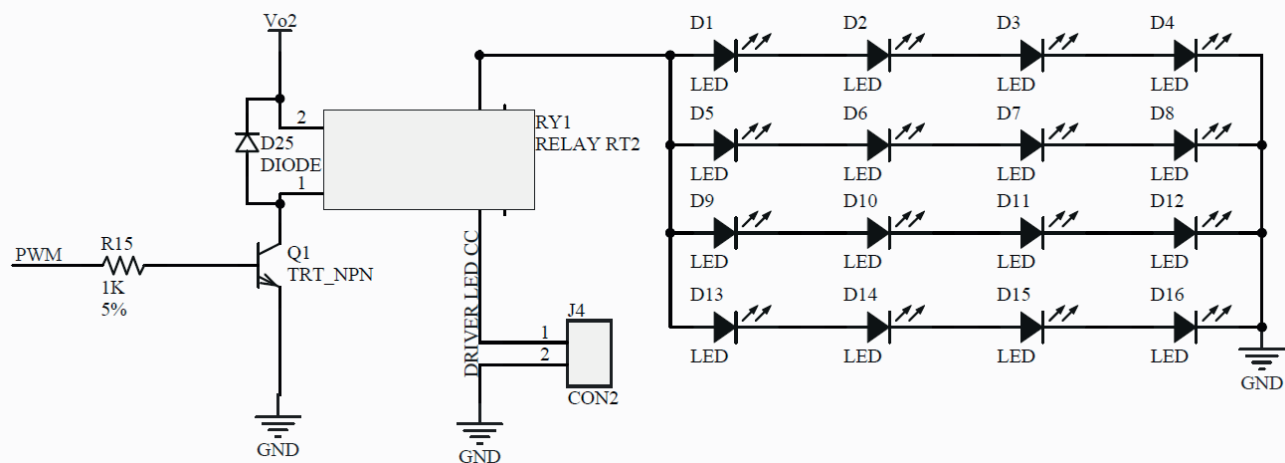 Vo2
D1 D2 D3 D4
LED LED LED LED
2
D25
DIODE
1
RY1
RELAY RT2
D5 D6 D7 D8
LED LED LED LED
D9 D10 D11 D12
LED LED LED LED
PWM
R15
1K
5%
Q1
TRT_NPN
DRIVER LED CC
J4
1
2
CON2
D13 D14 D15 D16
LED LED LED LED
GND
GND
GND